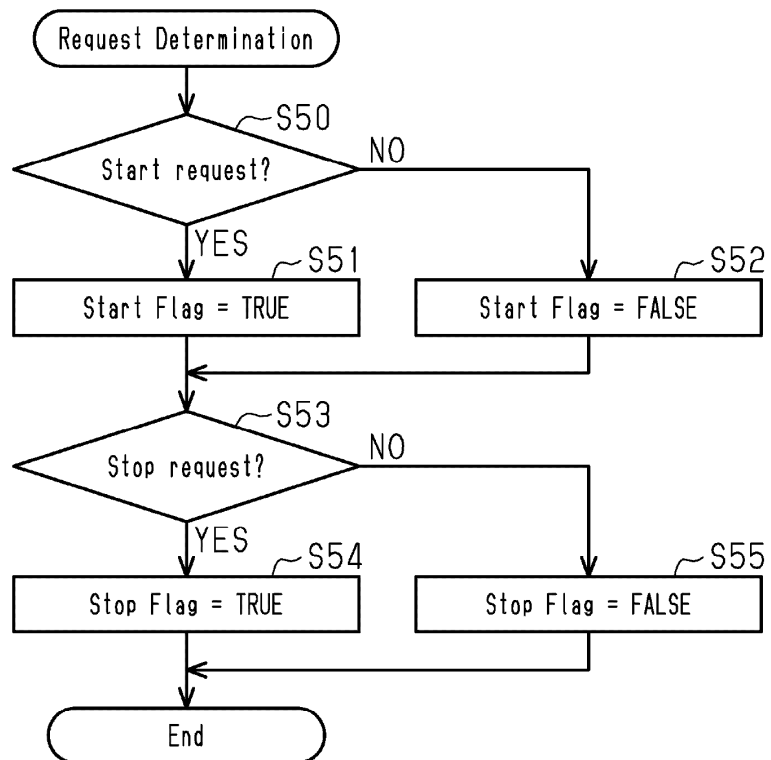 Request Determination
S50
Start request?
NO
YES
S51
S52
Start Flag = TRUE
Start Flag = FALSE
S53
Stop request?
NO
YES
S54
S55
Stop Flag = TRUE
Stop Flag = FALSE
End